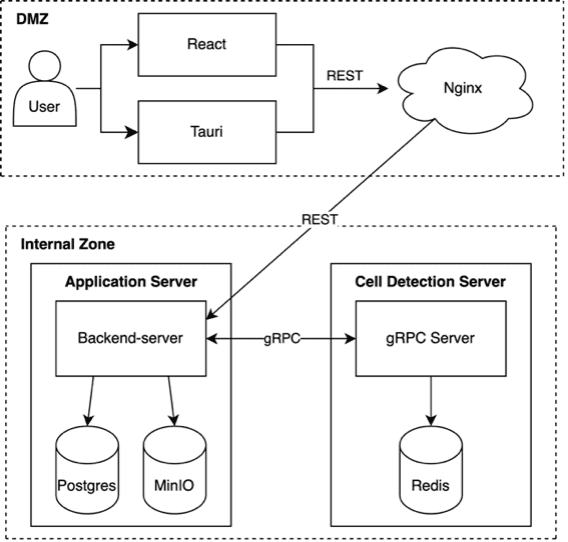 DMZ
User
React
Tauri
REST
Nginx
REST
Internal Zone
Application Server
Backend-server
Postgres
MinIO
gRPC
Cell Detection Server
gRPC Server
Redis